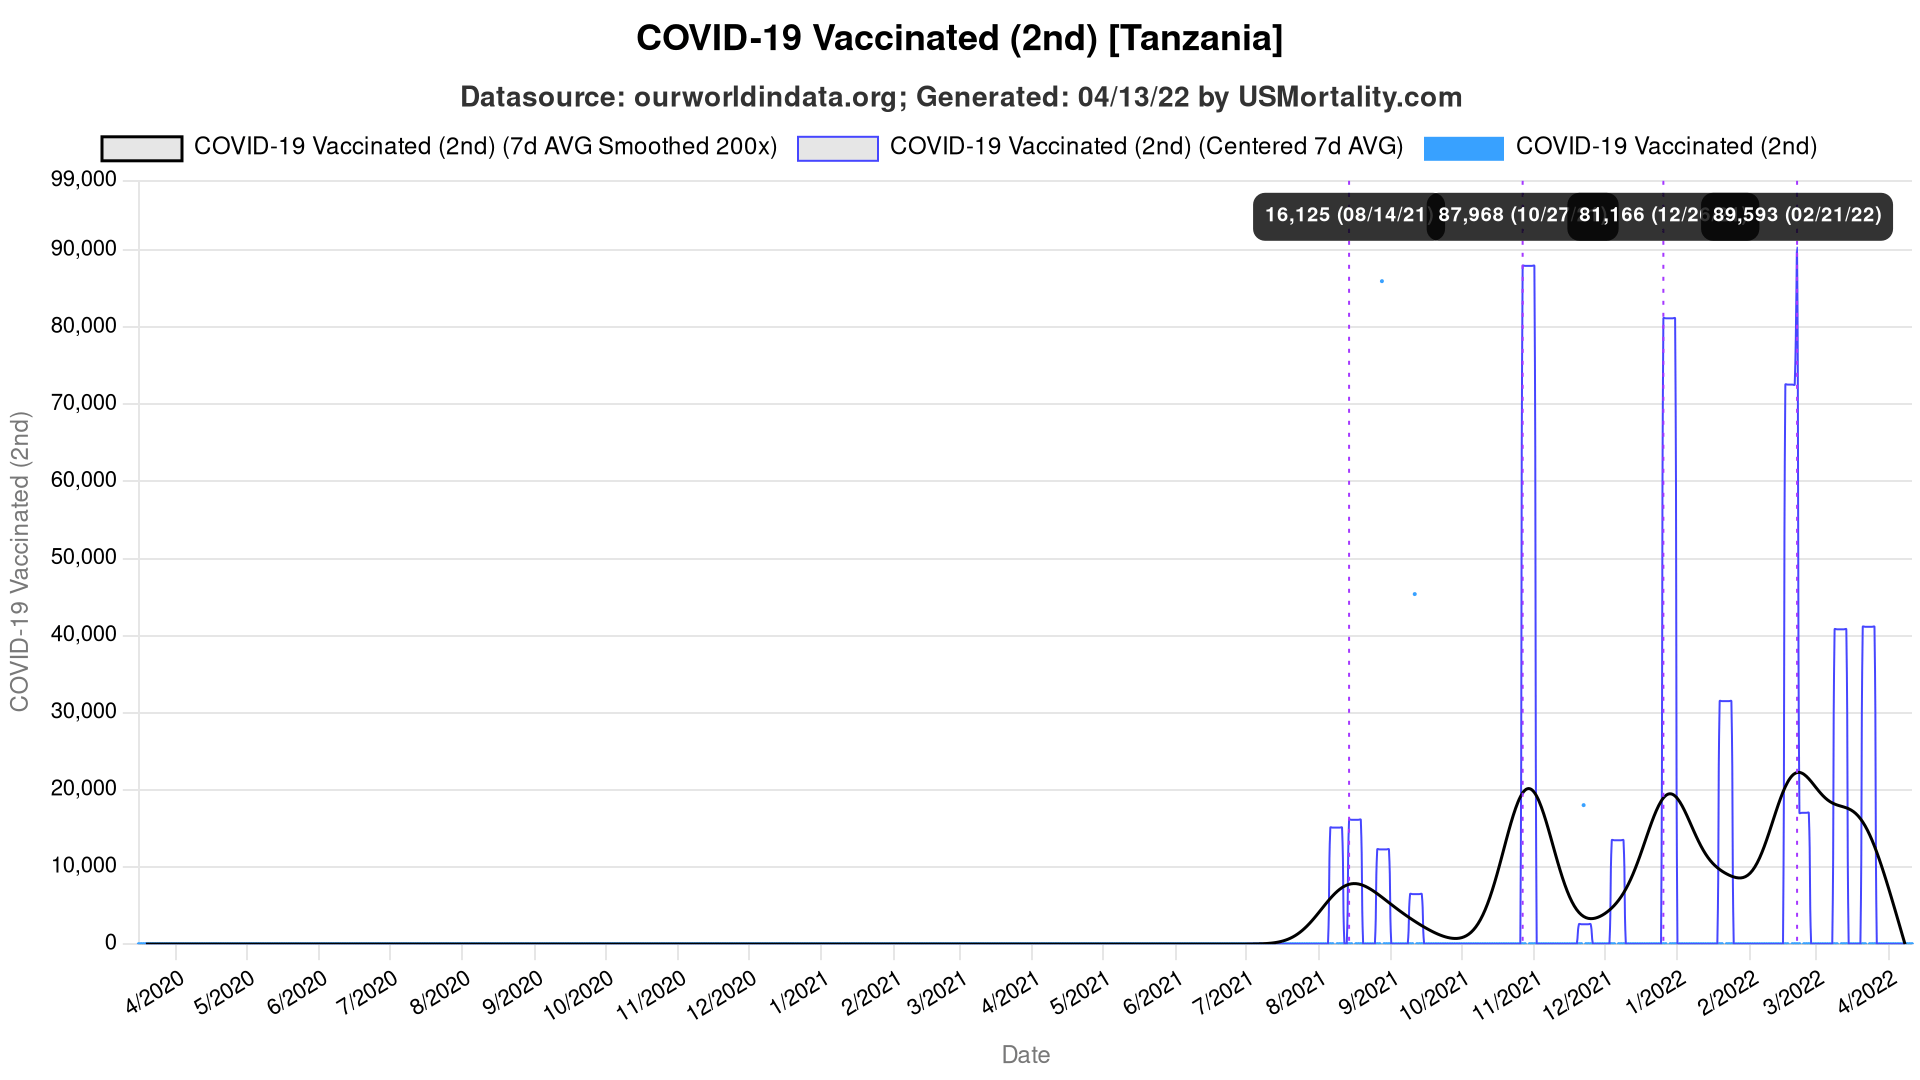 COVID-19 Vaccinated (2nd) [Tanzania]
Datasource: ourworldindata.org; Generated: 04/13/22 by USMortality.com
COVID-19 Vaccinated (2nd) (7d AVG Smoothed 200x) COVID-19 Vaccinated (2nd) (Centered 7d AVG) COVID-19 Vaccinated (2nd)
99,000
16,125 (08/14/21) 87,968 (10/27/ 81,166 (12/26 89,593 (02/21/22)
90,000
80,000
70,000
60,000
50,000
40,000
30,000
20,000
10,000
0
COVID-19 Vaccinated (2nd)
4/2020 5/2020 6/2020 7/2020 8/2020 9/2020 10/2020 11/2020 12/2020 1/2021 2/2021 3/2021 4/2021 5/2021 6/2021 7/2021 8/2021 9/2021 10/2021 11/2021 12/2021 1/2022 2/2022 3/2022 4/2022
Date